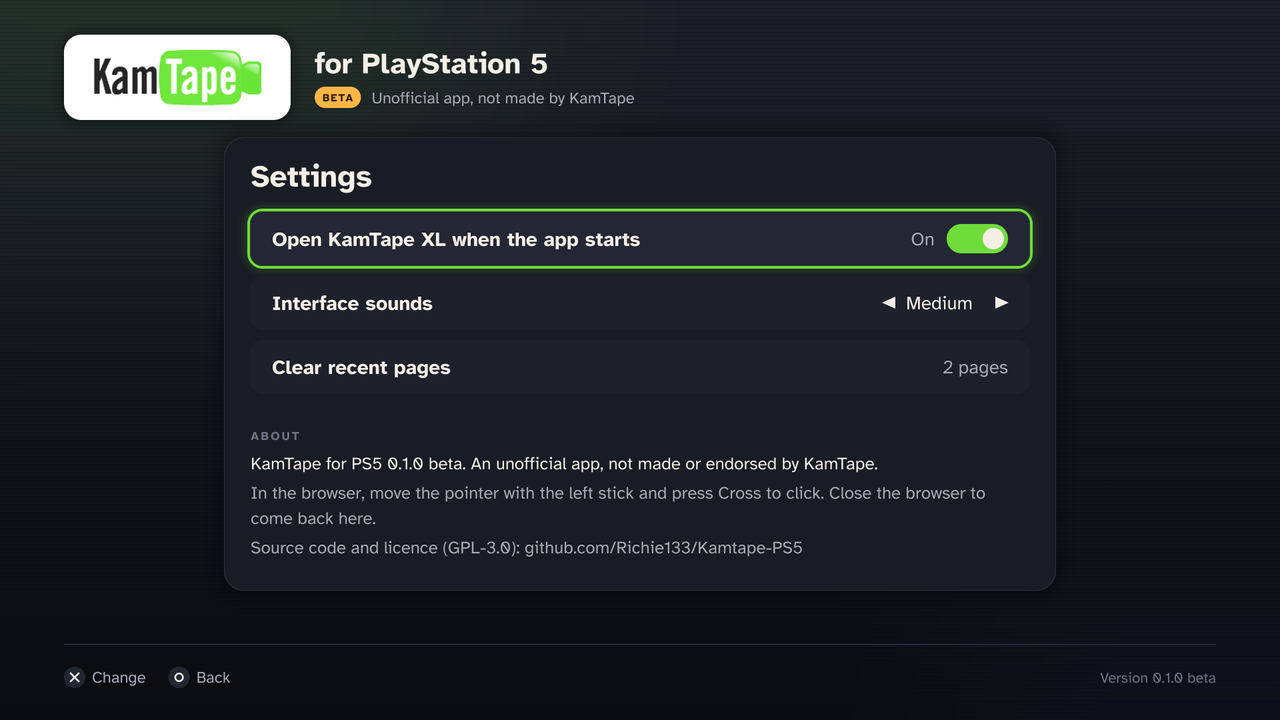 KamTape
for PlayStation 5
BETA Unofficial app, not made by KamTape
Settings
Open KamTape XL when the app starts On
Interface sounds ◀ Medium ▶
Clear recent pages 2 pages
ABOUT
KamTape for PS5 0.1.0 beta. An unofficial app, not made or endorsed by KamTape.
In the browser, move the pointer with the left stick and press Cross to click. Close the browser to
come back here.
Source code and licence (GPL-3.0): github.com/Richie133/Kamtape-PS5
Change Back Version 0.1.0 beta